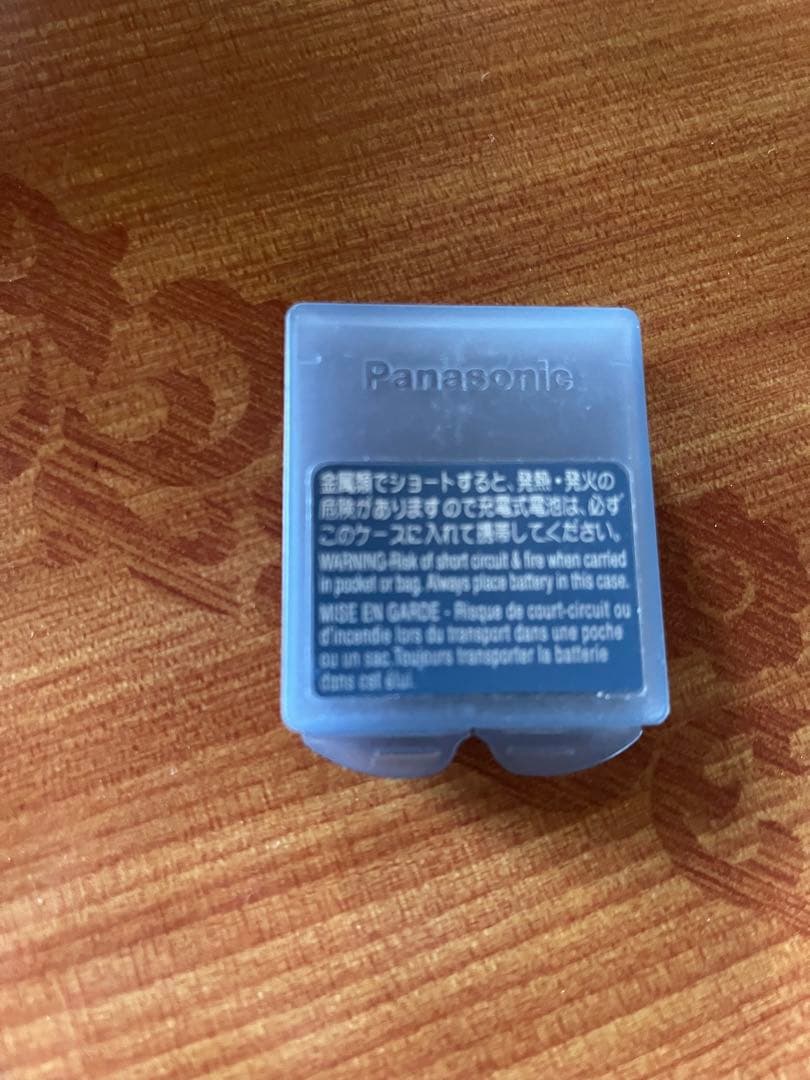 Panasonic
金属類でショートすると、発熱・発火の
危険がありますので充電式電池は、必ず
このケースに入れて携帯してください。
WARNING-Risk of short circuit & fire when carried
in pocket or bag. Always place battery in this case.
MISE EN GARDE - Risque de court-circuit ou
d'incendie lors du transport dans une poche
ou un sac.Toujours transporter la batterie
dans cet étui.